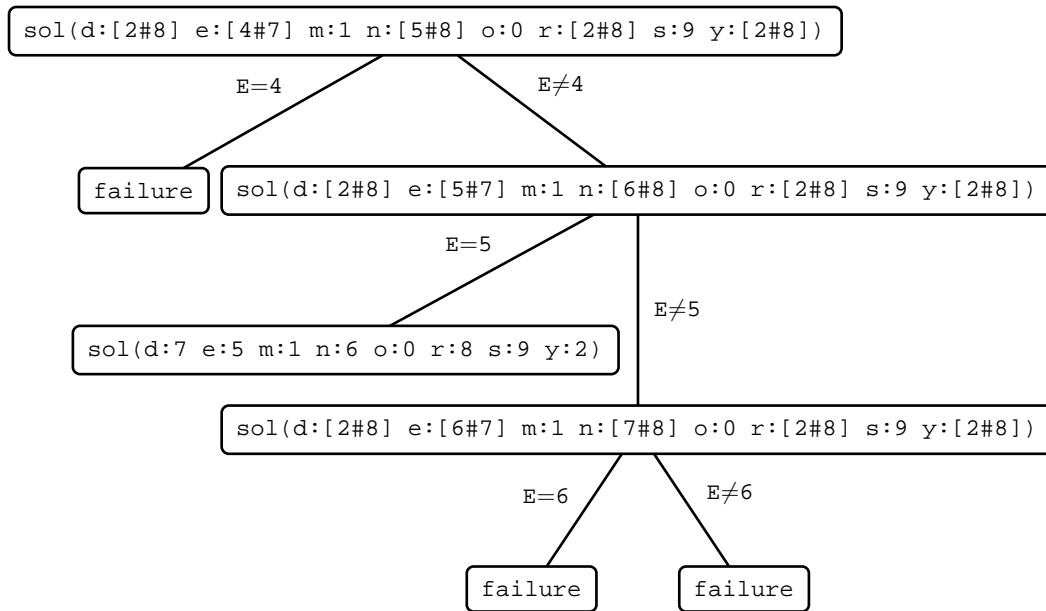 sol(d:[2#8] e:[4#7] m:1 n:[5#8] o:0 r:[2#8] s:9 y:[2#8])
E=4
E≠4
failure
sol(d:[2#8] e:[5#7] m:1 n:[6#8] o:0 r:[2#8] s:9 y:[2#8])
E=5
E≠5
sol(d:7 e:5 m:1 n:6 o:0 r:8 s:9 y:2)
sol(d:[2#8] e:[6#7] m:1 n:[7#8] o:0 r:[2#8] s:9 y:[2#8])
E=6
E≠6
failure
failure